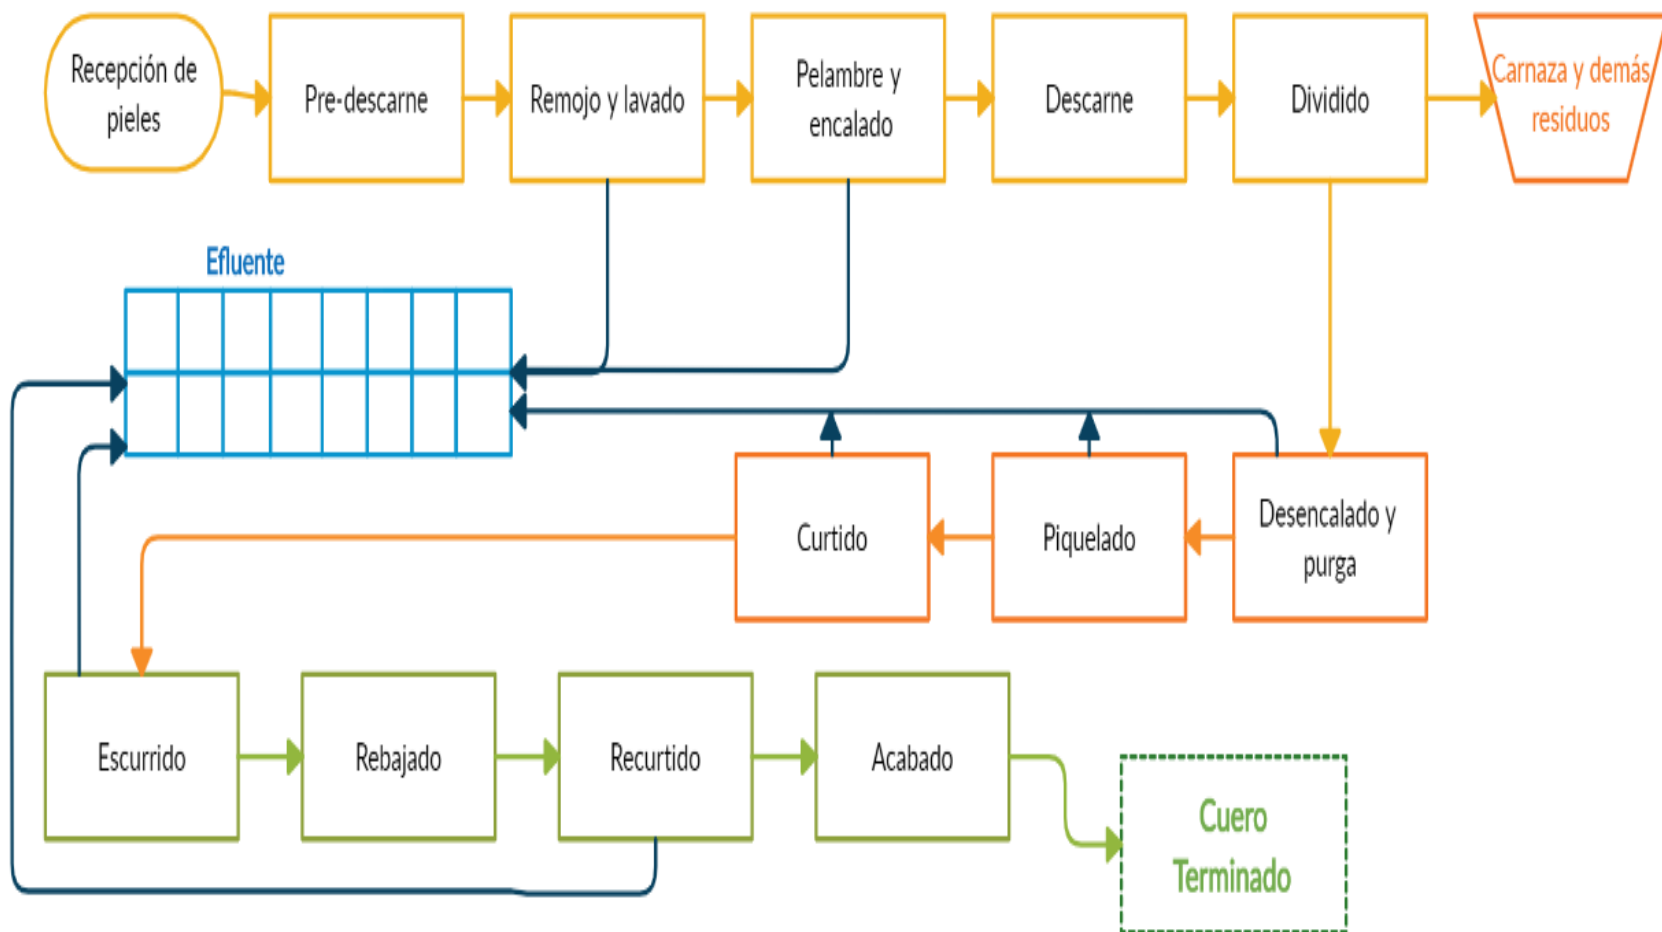 Recepción de
pieles
Pre-descarne
Remojo y lavado
Pelambre y
encalado
Descarne
Dividido
Carnaza y demás
residuos
Efluente
Curtido
Piquelado
Desencalado y
purga
Escurrido
Rebajado
Recurtido
Acabado
Cuero
Terminado